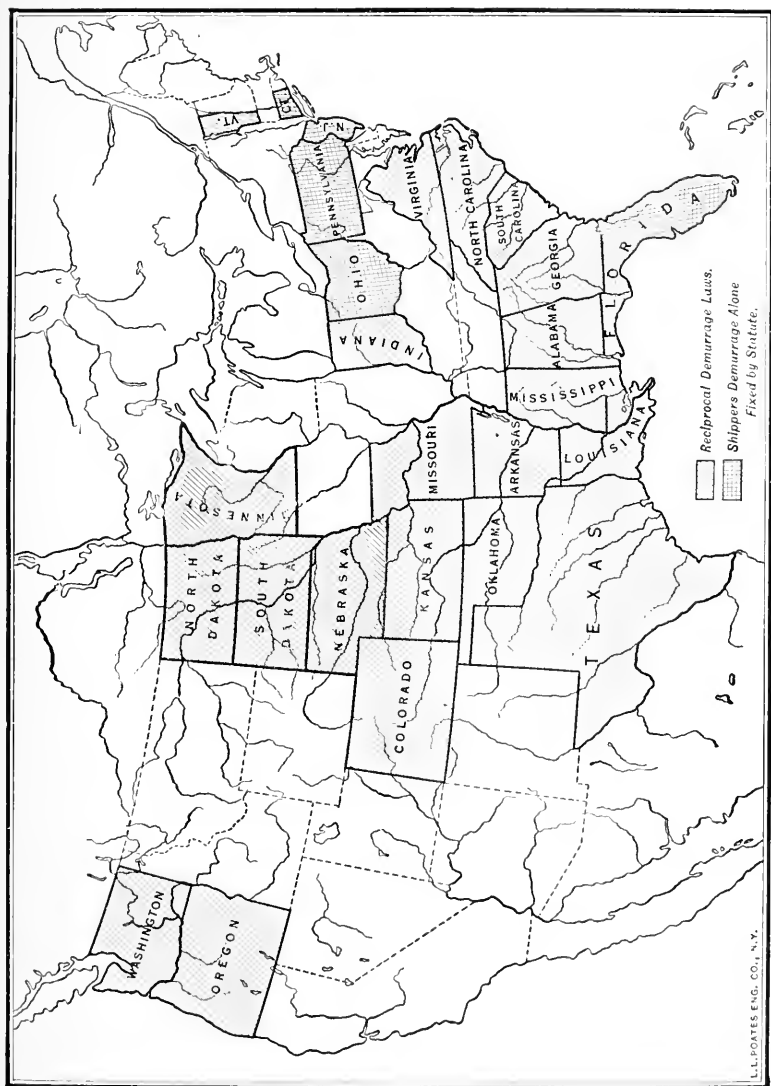 WASHINGTON
OREGON
NORTH
DAKOTA
SOUTH
DAKOTA
NEBRASKA
KANSAS
COLORADO
OKLAHOMA
TEXAS
MINNESOTA
MISSOURI
ARKANSAS
LOUISIANA
MISSISSIPPI
ALABAMA
GEORGIA
FLORIDA
SOUTH
CAROLINA
NORTH CAROLINA
VIRGINIA
INDIANA
OHIO
PENNSYLVANIA
N.J.
VT.
CT.
Reciprocal Demurrage Laws.
Shippers Demurrage Alone
Fixed by Statute.
L.L.POATES ENG. CO., N.Y.